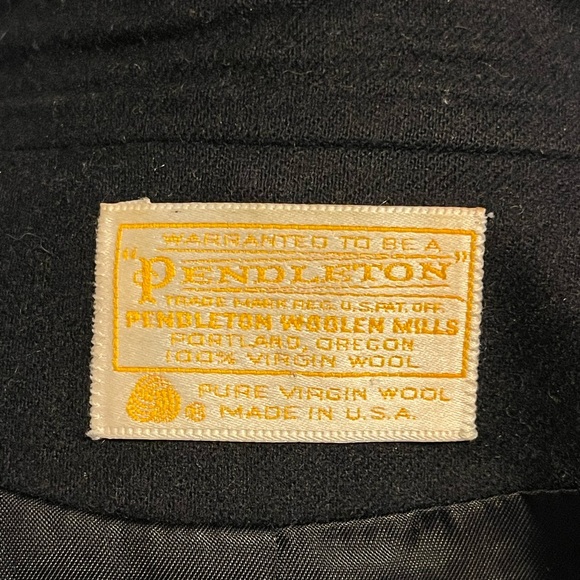 WARRANTED TO BE A
"PENDLETON"
TRADE MARK REG. U.S. PAT. OFF.
PENDLETON WOOLEN MILLS
PORTLAND, OREGON
100% VIRGIN WOOL
PURE VIRGIN WOOL
® MADE IN U.S.A.